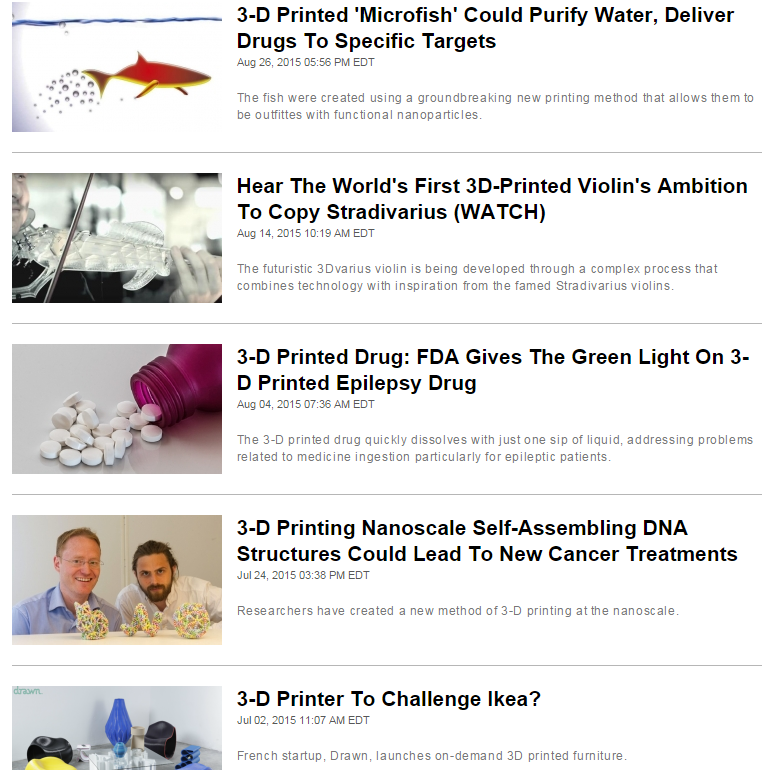 3-D Printed 'Microfish' Could Purify Water, Deliver
Drugs To Specific Targets
Aug 26, 2015 05:56 PM EDT
The fish were created using a groundbreaking new printing method that allows them to
be outfittes with functional nanoparticles.
Hear The World's First 3D-Printed Violin's Ambition
To Copy Stradivarius (WATCH)
Aug 14, 2015 10:19 AM EDT
The futuristic 3Dvarius violin is being developed through a complex process that
combines technology with inspiration from the famed Stradivarius violins.
3-D Printed Drug: FDA Gives The Green Light On 3-
D Printed Epilepsy Drug
Aug 04, 2015 07:36 AM EDT
The 3-D printed drug quickly dissolves with just one sip of liquid, addressing problems
related to medicine ingestion particularly for epileptic patients.
3-D Printing Nanoscale Self-Assembling DNA
Structures Could Lead To New Cancer Treatments
Jul 24, 2015 03:38 PM EDT
Researchers have created a new method of 3-D printing at the nanoscale.
drawn.
3-D Printer To Challenge Ikea?
Jul 02, 2015 11:07 AM EDT
French startup, Drawn, launches on-demand 3D printed furniture.